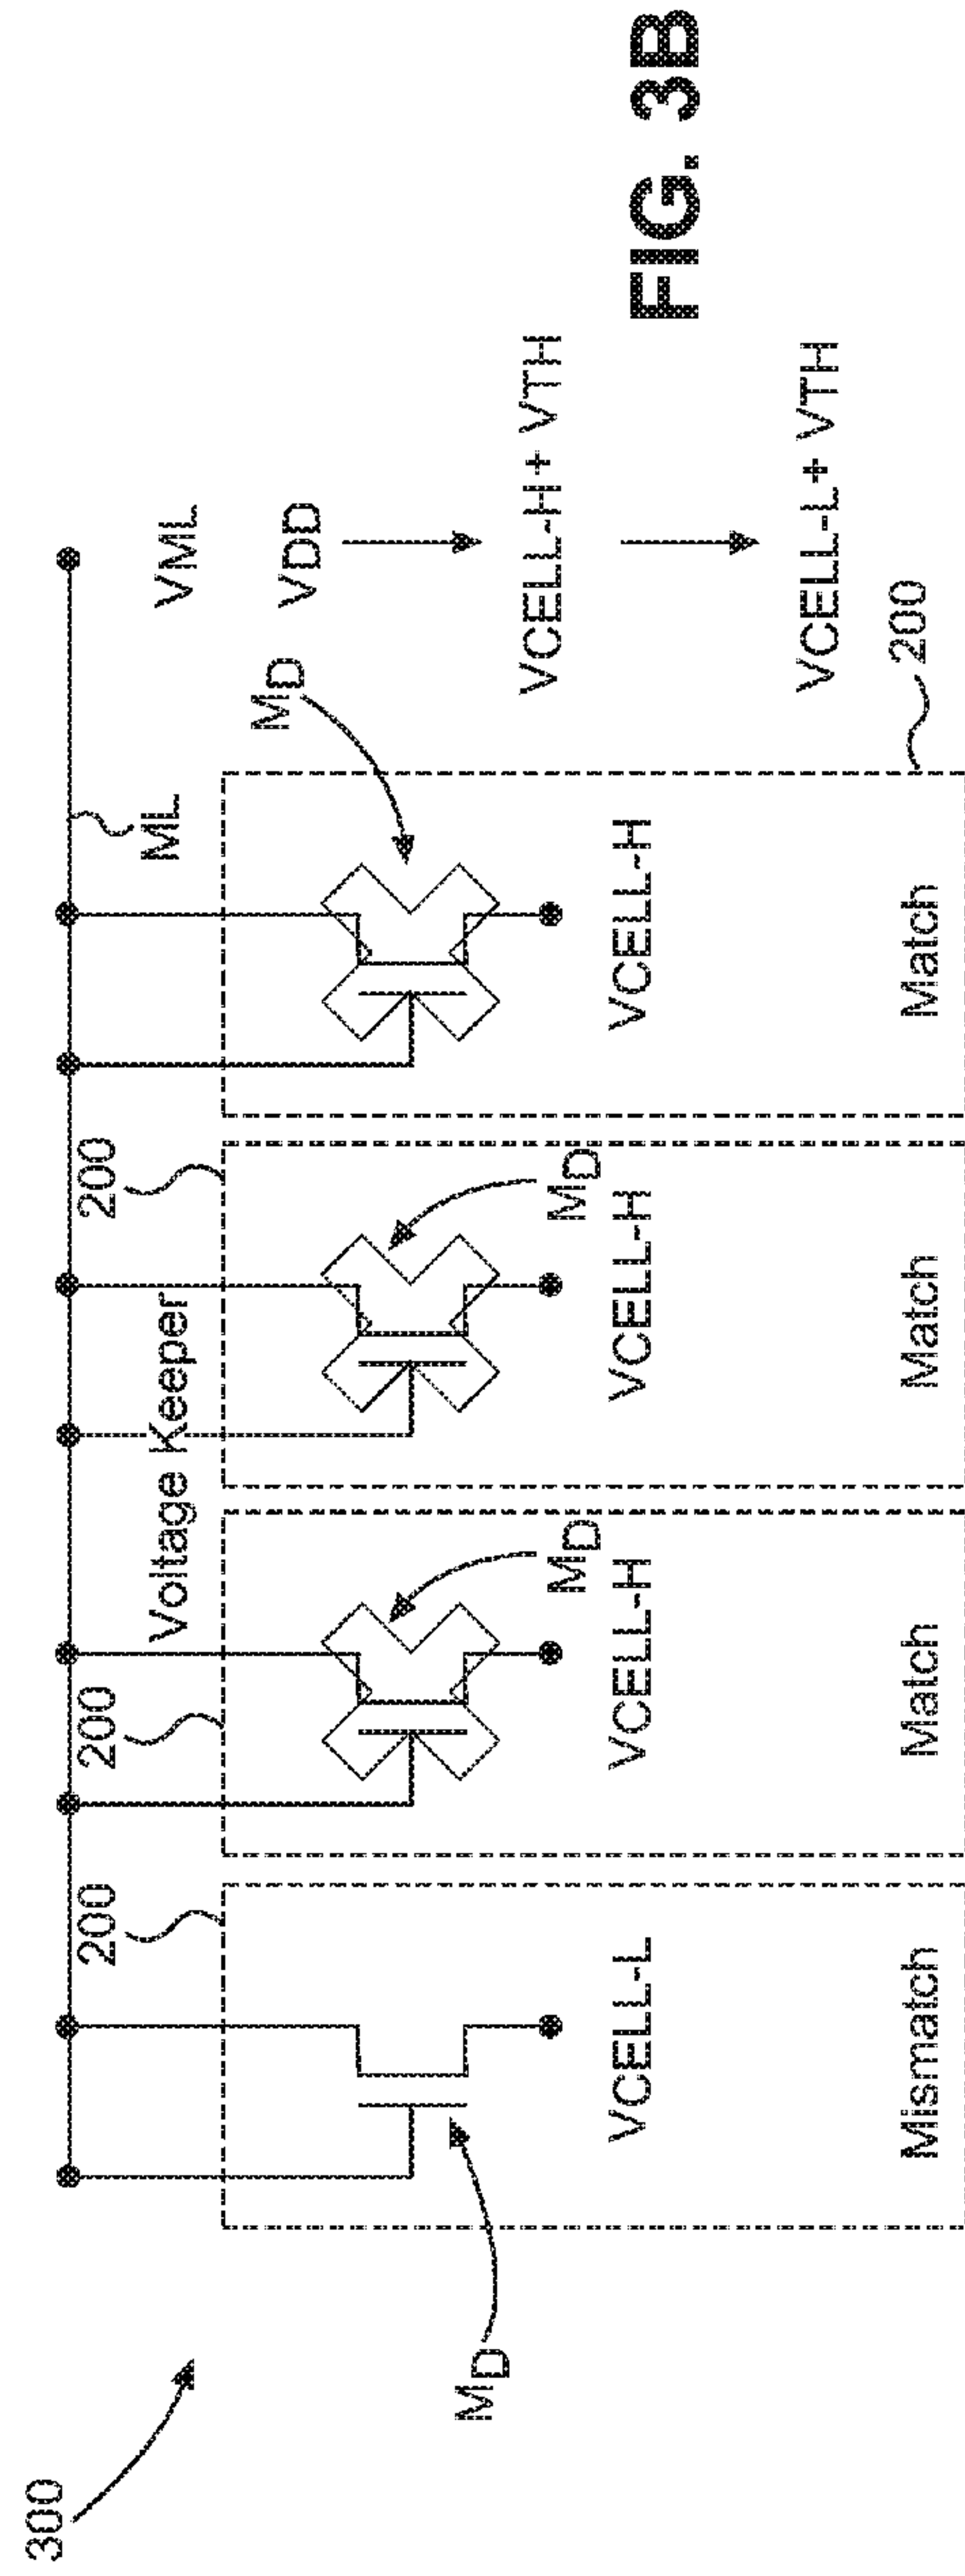 300
ML
VML
200
200
Voltage Keeper
200
VDD
MD
MD
MD
MD
VCELL-L
VCELL-H
VCELL-H
VCELL-H
VCELL-H + VTH
VCELL-L + VTH
Mismatch
Match
Match
Match
200
FIG. 3B